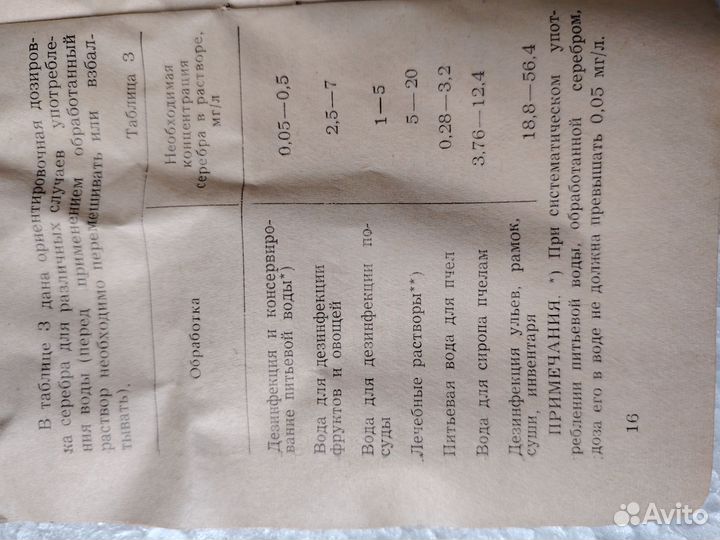 В таблице 3 дана ориентировочная дозиров-
ка серебра для различных случаев употребле-
ния воды (перед применением обработанный
раствор необходимо перемешивать или взбал-
тывать).
Таблица 3
Обработка
Необходимая
концентрация
серебра в растворе,
мг/л
Дезинфекция и консервиро-
вание питьевой воды*)
0,05—0,5
Вода для дезинфекции
фруктов и овощей
2,5—7
Вода для дезинфекции по-
суды
1—5
Лечебные растворы**)
5—20
Питьевая вода для пчел
0,28—3,2
Вода для сиропа пчелам
3,76—12,4
Дезинфекция ульев, рамок,
суши, инвентаря
18,8—56,4
ПРИМЕЧАНИЯ. *) При систематическом упот-
реблении питьевой воды, обработанной серебром,
доза его в воде не должна превышать 0,05 мг/л.
16
Avito